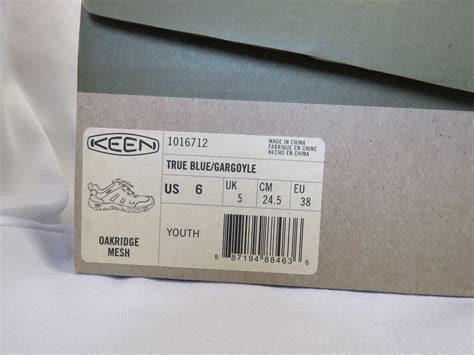 KEEN
1016712
MADE IN CHINA
FABRIQUE EN CHINE
HECHO EN CHINA
TRUE BLUE/GARGOYLE
US 6
UK 5
CM 24.5
EU 38
OAKRIDGE
MESH
YOUTH
8 87194 88463 6